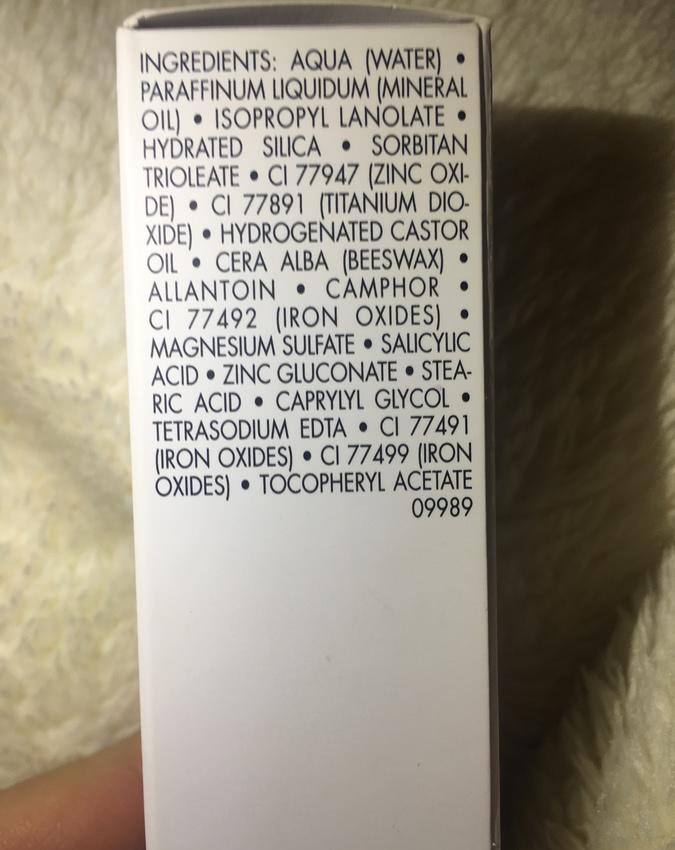 INGREDIENTS: AQUA (WATER) •
PARAFFINUM LIQUIDUM (MINERAL
OIL) • ISOPROPYL LANOLATE •
HYDRATED SILICA • SORBITAN
TRIOLEATE • CI 77947 (ZINC OXI-
DE) • CI 77891 (TITANIUM DIO-
XIDE) • HYDROGENATED CASTOR
OIL • CERA ALBA (BEESWAX) •
ALLANTOIN • CAMPHOR •
CI 77492 (IRON OXIDES) •
MAGNESIUM SULFATE • SALICYLIC
ACID • ZINC GLUCONATE • STEA-
RIC ACID • CAPRYLYL GLYCOL •
TETRASODIUM EDTA • CI 77491
(IRON OXIDES) • CI 77499 (IRON
OXIDES) • TOCOPHERYL ACETATE
09989